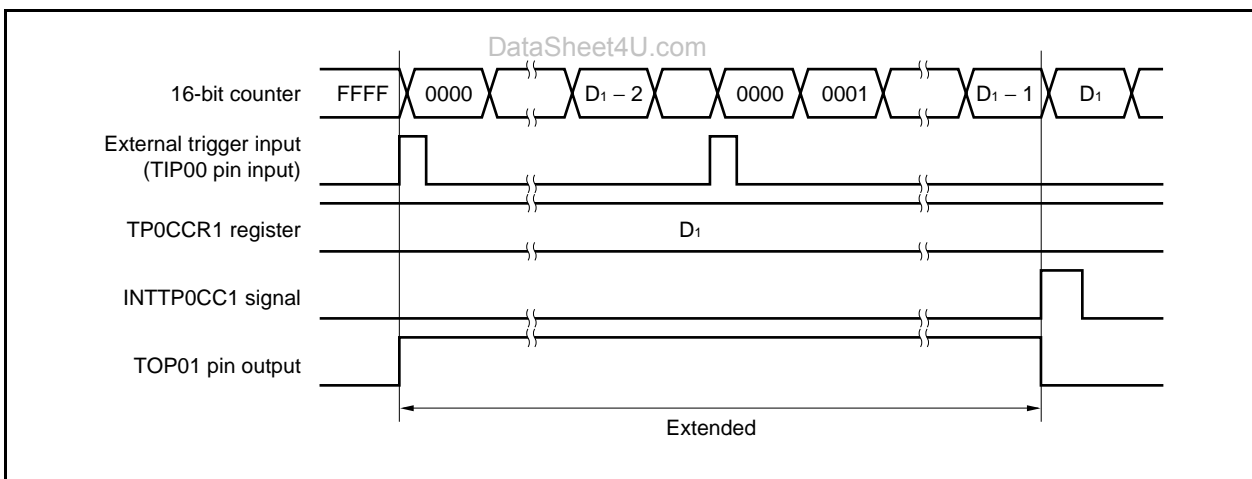 DataSheet4U.com
16-bit counter FFFF 0000 D₁ − 2 0000 0001 D₁ − 1 D₁
External trigger input
(TIP00 pin input)
TP0CCR1 register D₁
INTTP0CC1 signal
TOP01 pin output
Extended